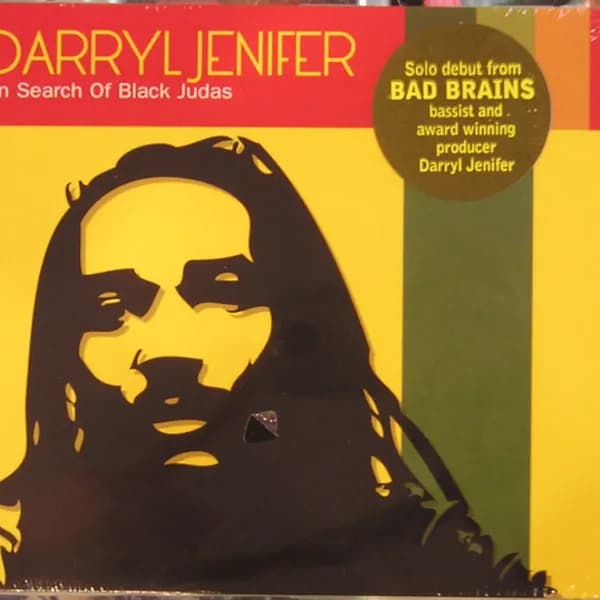 DARRYL JENIFER
n Search Of Black Judas
Solo debut from
BAD BRAINS
bassist and
award winning
producer
Darryl Jenifer